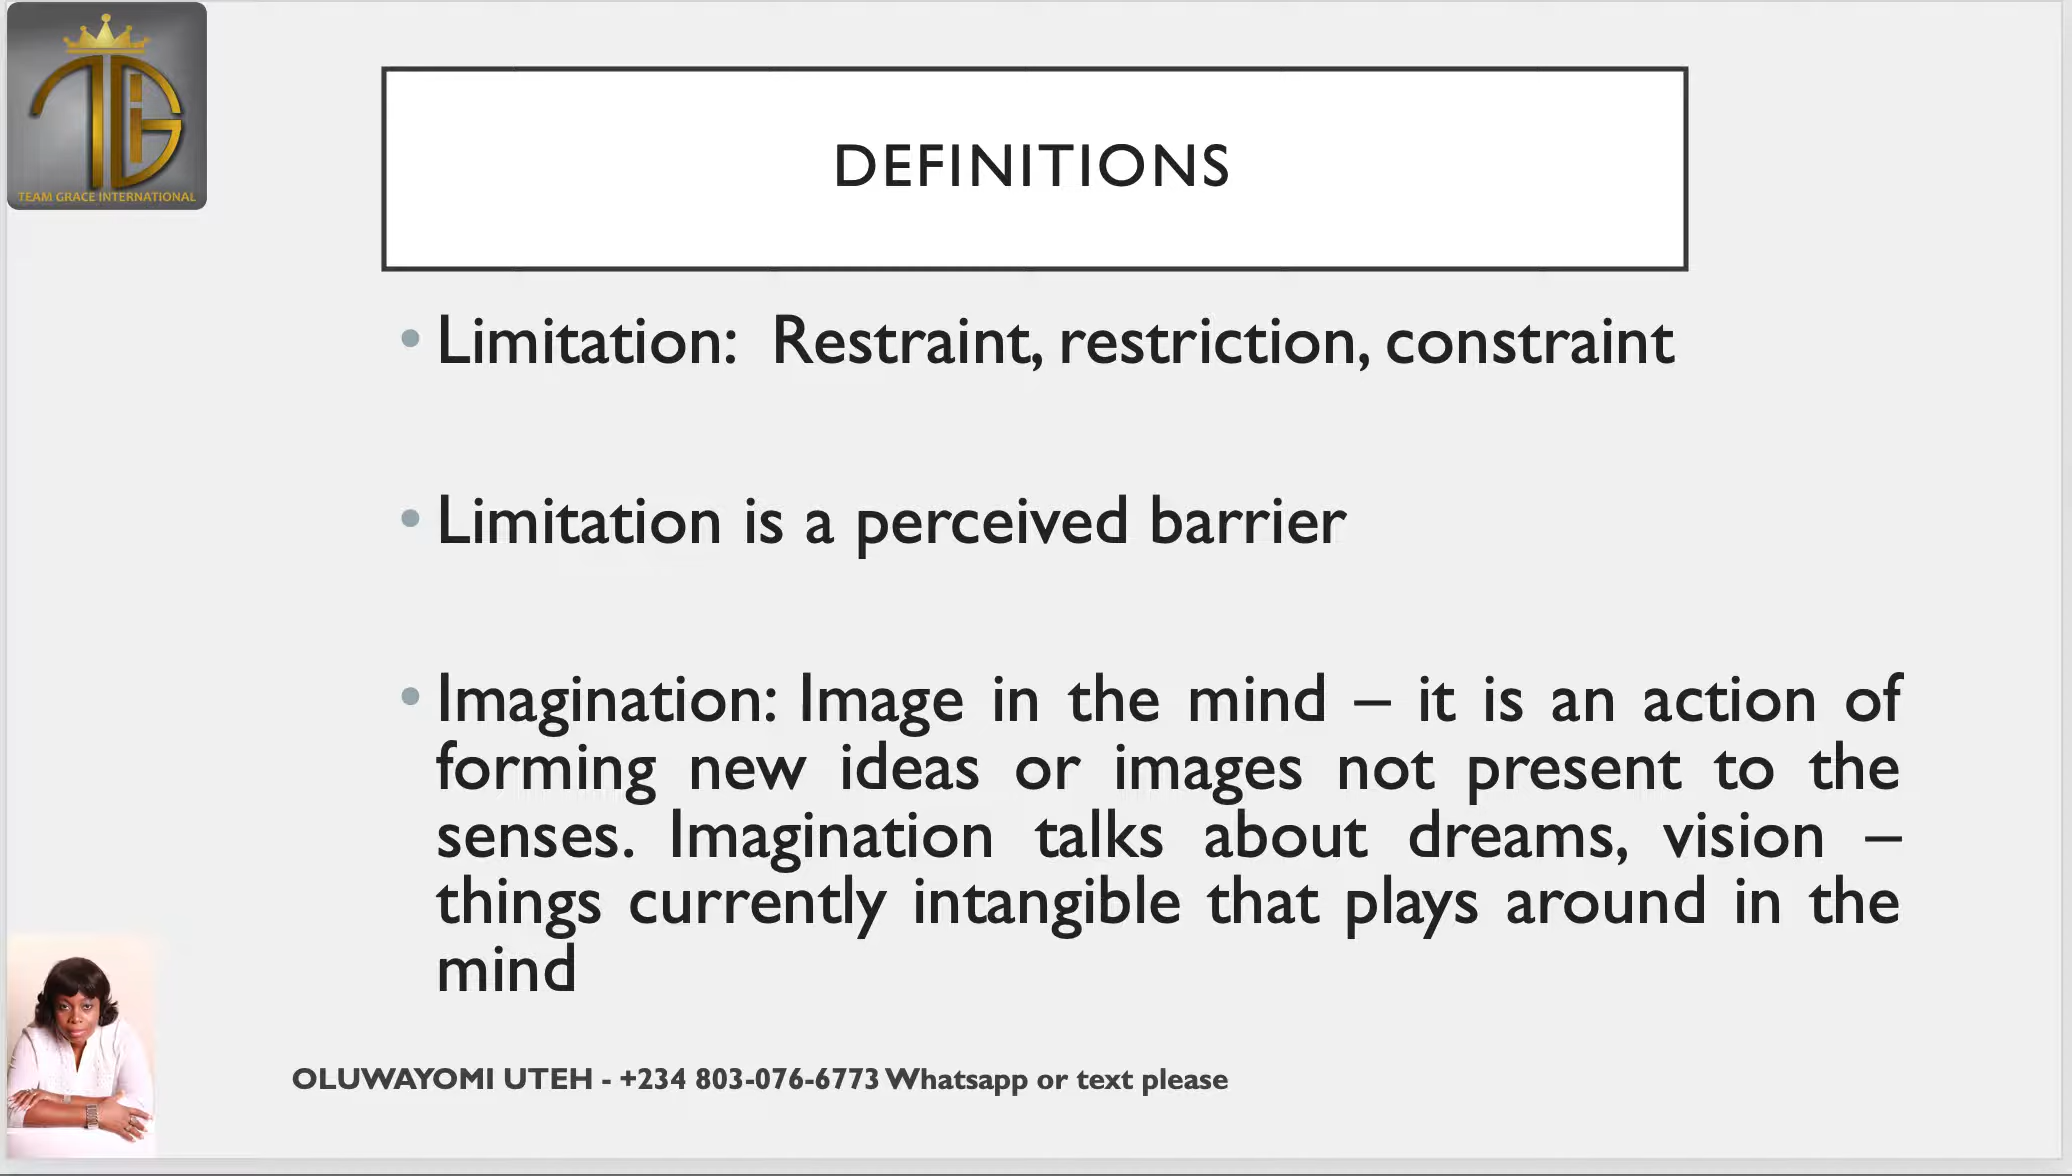 TEAM GRACE INTERNATIONAL
DEFINITIONS
• Limitation: Restraint, restriction, constraint
• Limitation is a perceived barrier
• Imagination: Image in the mind – it is an action of
forming new ideas or images not present to the
senses. Imagination talks about dreams, vision –
things currently intangible that plays around in the
mind
OLUWAYOMI UTEH - +234 803-076-6773 Whatsapp or text please